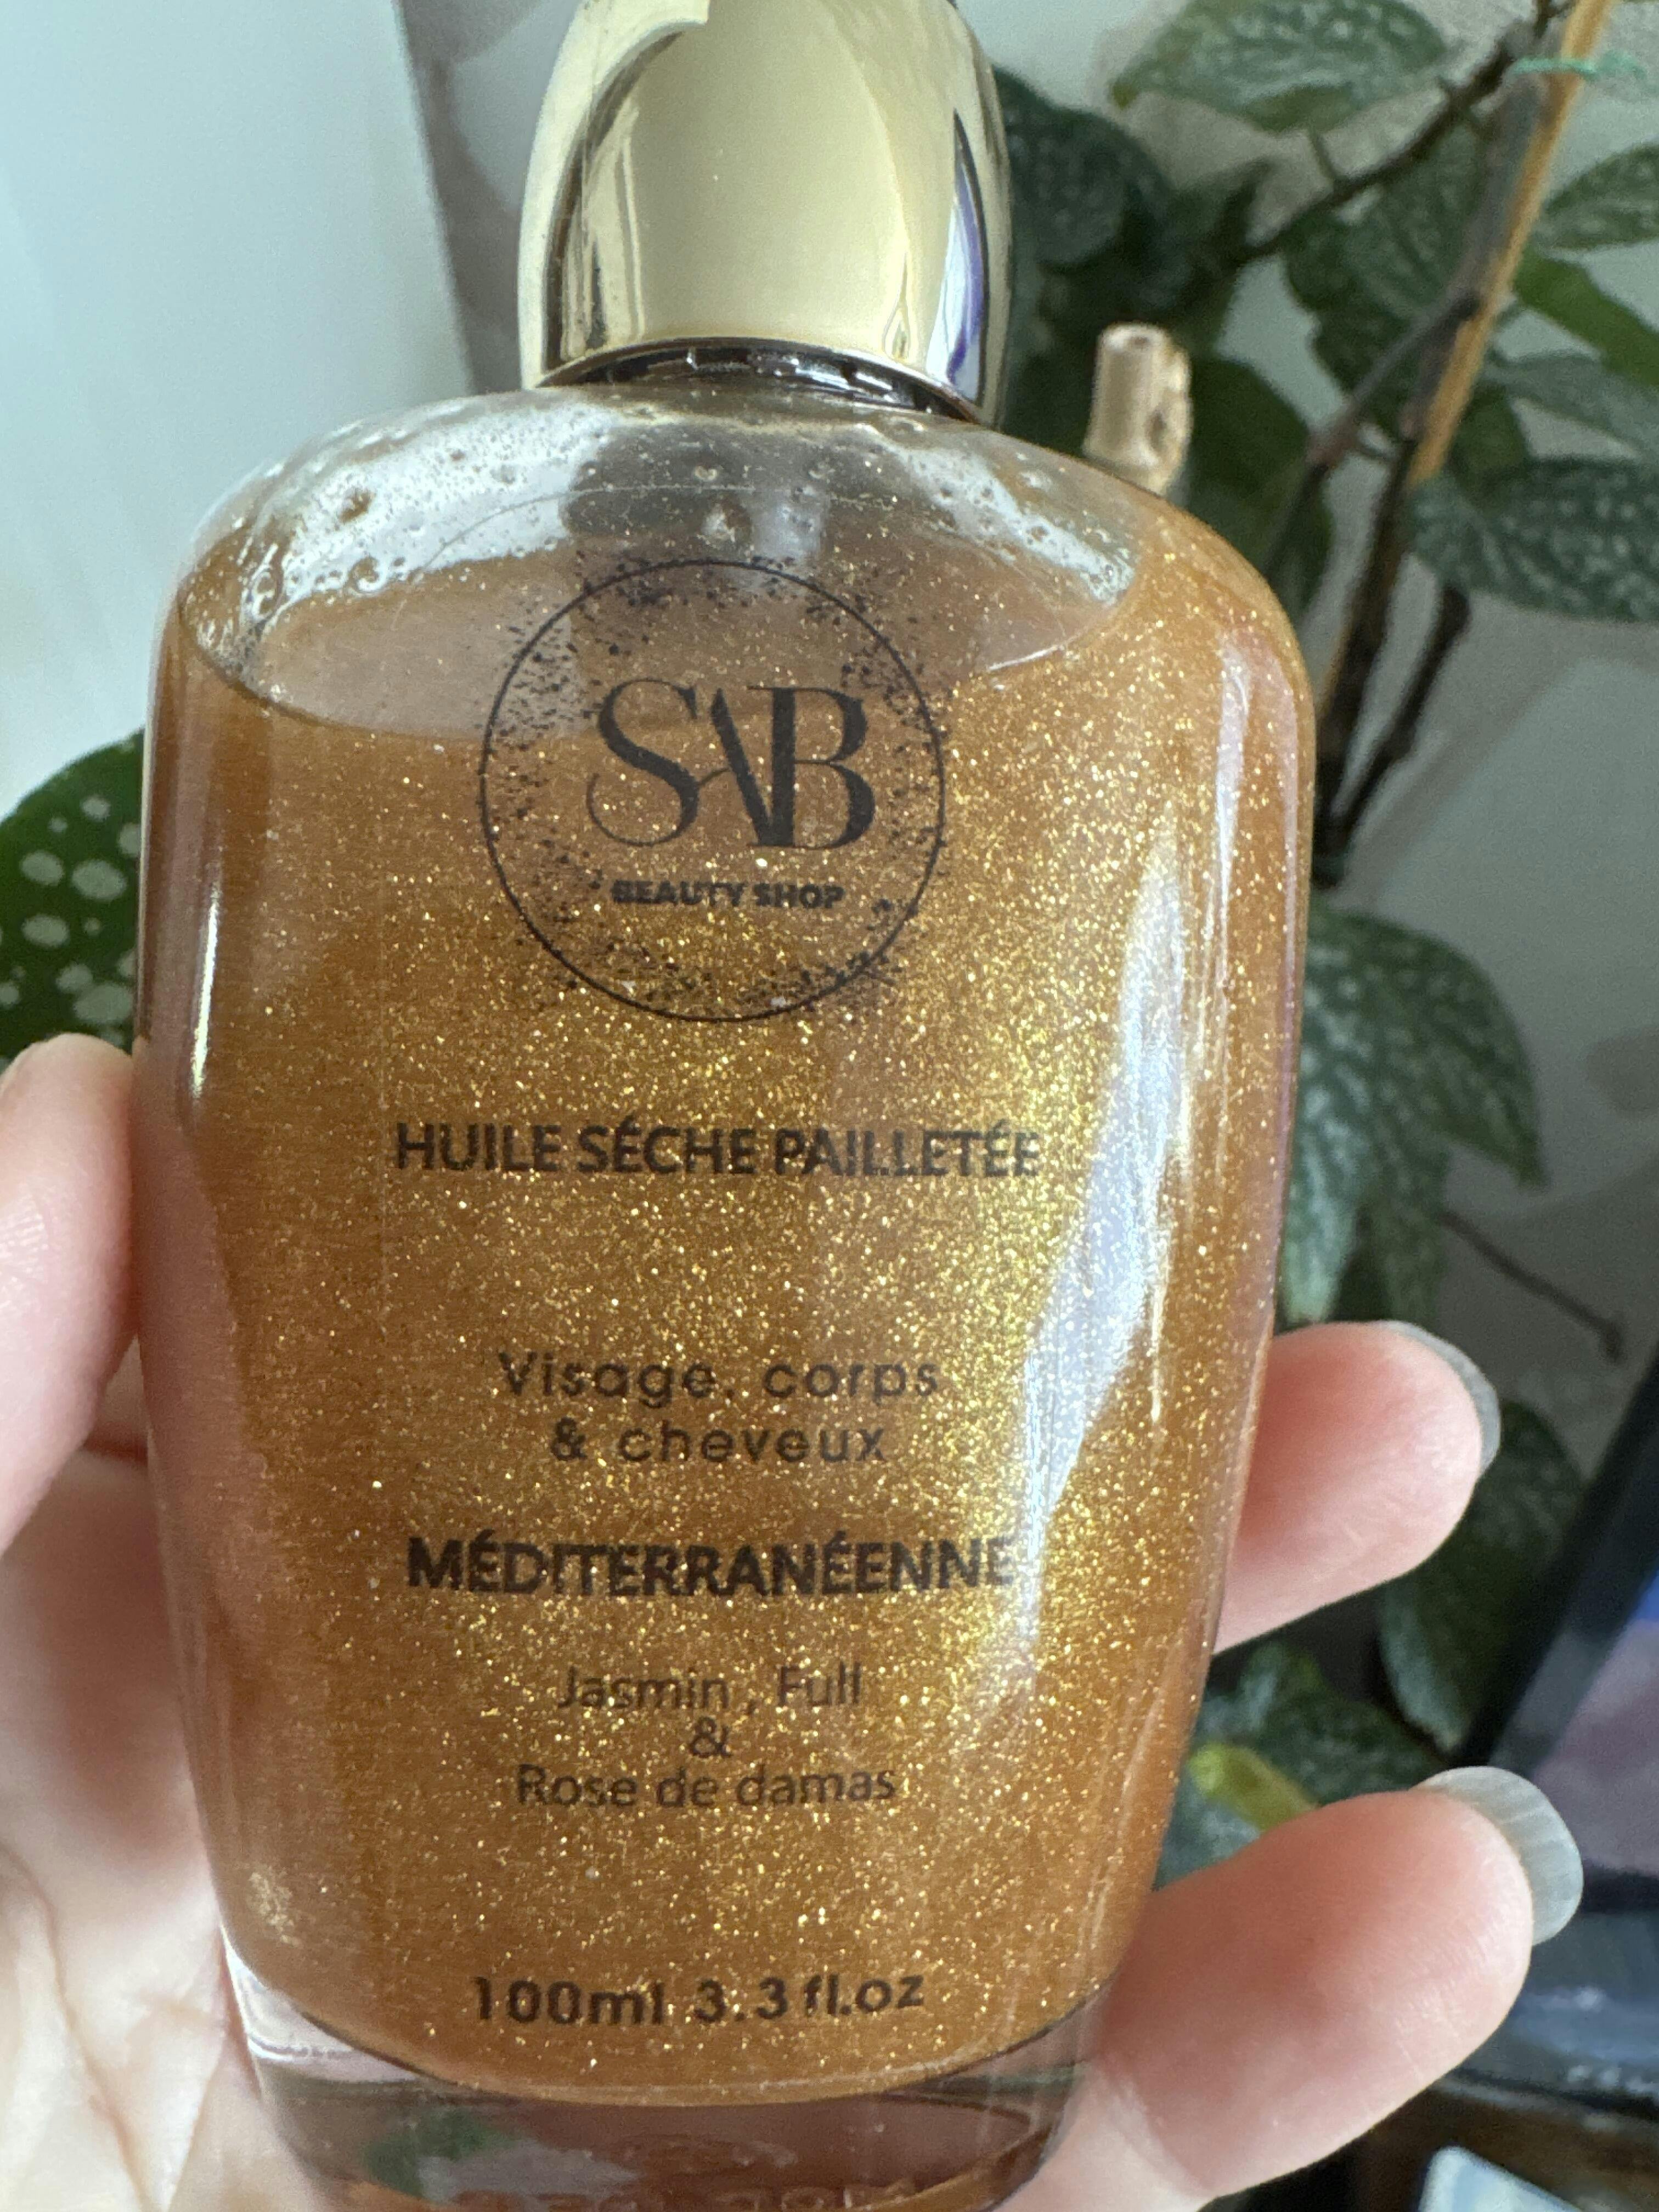 SAB
BEAUTY SHOP
HUILE SÉCHE PAILLETÉE
Visage, corps
& cheveux
MÉDITERRANÉENNE
Jasmin, Full
&
Rose de damas
100ml 3.3 fl.oz